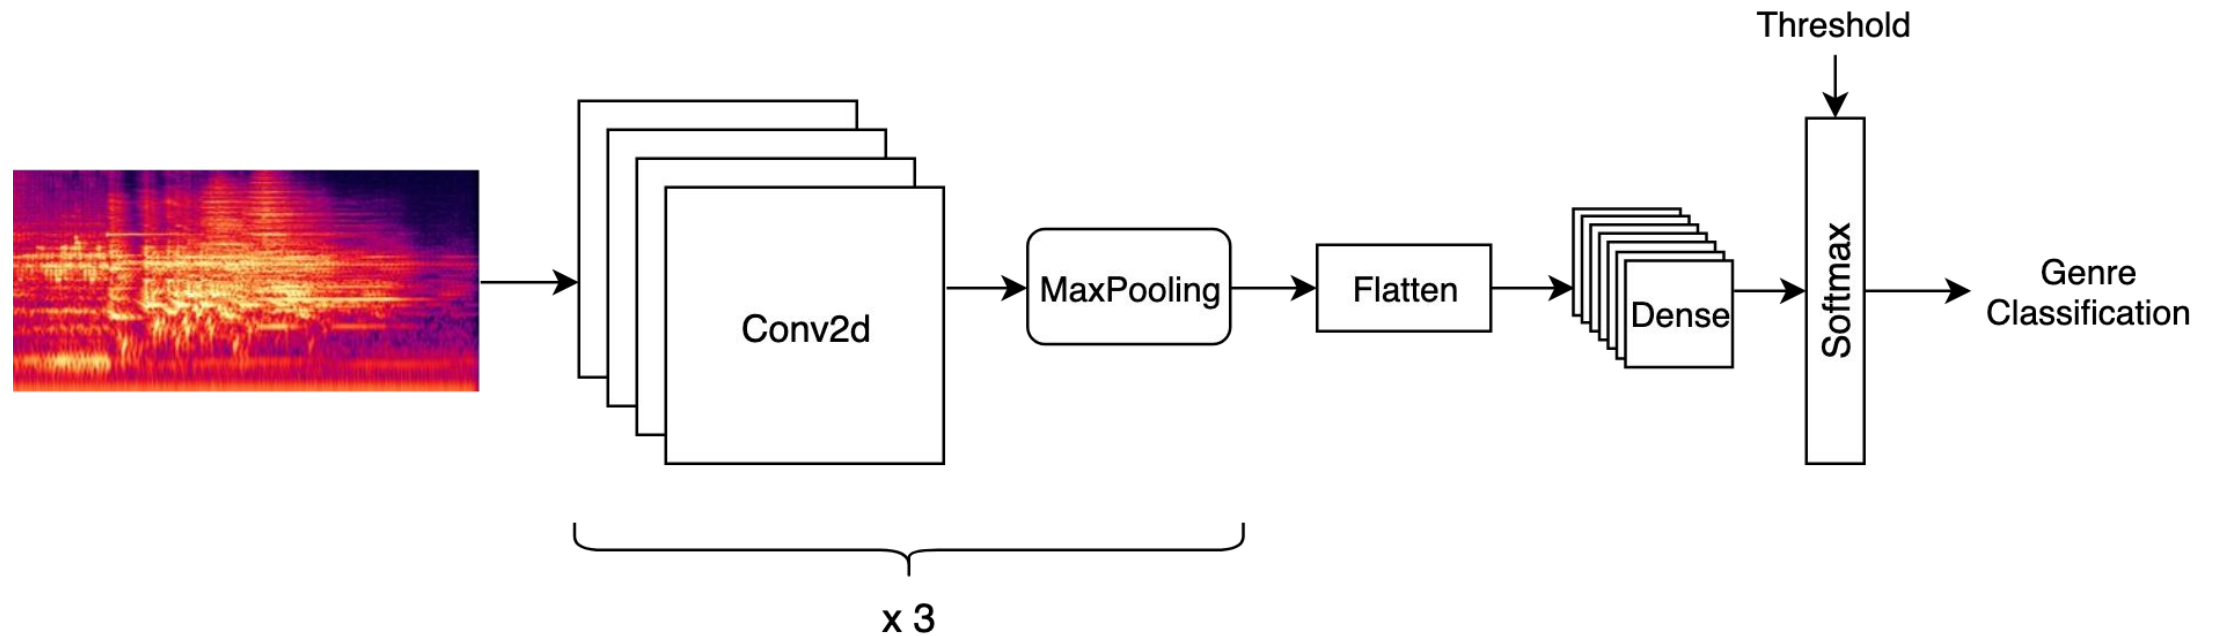 Threshold
Conv2d
MaxPooling
Flatten
Dense
Softmax
Genre
Classification
x 3